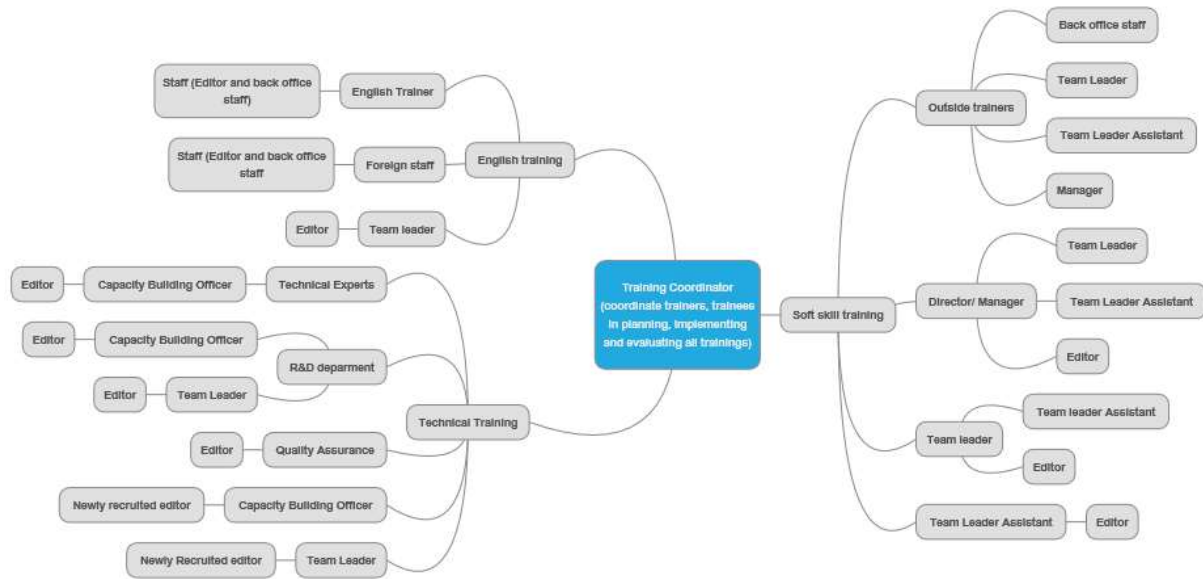 Training Coordinator
(coordinate trainers, trainees
in planning, implementing
and evaluating all trainings)
English training
English Trainer
Staff (Editor and back office
staff)
Foreign staff
Staff (Editor and back office
staff
Team leader
Editor
Technical Training
Technical Experts
Capacity Building Officer
Editor
R&D deparment
Capacity Building Officer
Editor
Team Leader
Editor
Quality Assurance
Editor
Capacity Building Officer
Newly recruited editor
Team Leader
Newly Recruited editor
Soft skill training
Outside trainers
Back office staff
Team Leader
Team Leader Assistant
Manager
Director/ Manager
Team Leader
Team Leader Assistant
Editor
Team leader
Team leader Assistant
Editor
Team Leader Assistant
Editor